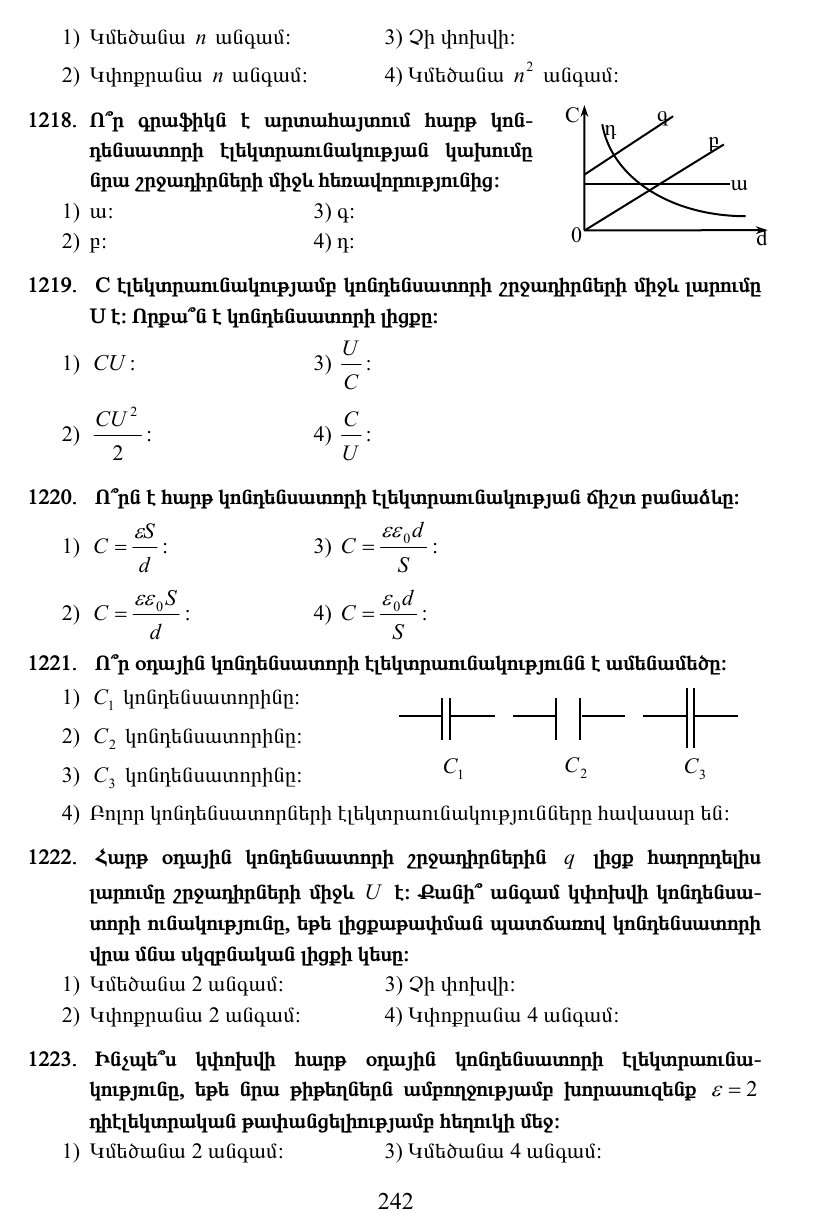 1) Կմեծանա n անգամ: 3) Չի փոխվի:
2) Կփոքրանա n անգամ: 4) Կմեծանա n² անգամ:
1218. Ո՞ր գրաֆիկն է արտահայտում հարթ կոն-
դենսատորի էլեկտրաունակության կախումը
նրա շրջադիրների միջև հեռավորությունից:
1) ա: 3) գ:
2) բ: 4) դ:
C դ գ բ ա 0 d
1219. C էլեկտրաունակությամբ կոնդենսատորի շրջադիրների միջև լարումը
U է: Որքա՞ն է կոնդենսատորի լիցքը:
1) CU: 3) U/C:
2) CU²/2: 4) C/U:
1220. Ո՞րն է հարթ կոնդենսատորի էլեկտրաունակության ճիշտ բանաձևը:
1) C = εS/d: 3) C = εε₀d/S:
2) C = εε₀S/d: 4) C = ε₀d/S:
1221. Ո՞ր օդային կոնդենսատորի էլեկտրաունակությունն է ամենամեծը:
1) C₁ կոնդենսատորինը:
2) C₂ կոնդենսատորինը:
3) C₃ կոնդենսատորինը:
C₁ C₂ C₃
4) Բոլոր կոնդենսատորների էլեկտրաունակությունները հավասար են:
1222. Հարթ օդային կոնդենսատորի շրջադիրներին q լիցք հաղորդելիս
լարումը շրջադիրների միջև U է: Քանի՞ անգամ կփոխվի կոնդենսա-
տորի ունակությունը, եթե լիցքաթափման պատճառով կոնդենսատորի
վրա մնա սկզբնական լիցքի կեսը:
1) Կմեծանա 2 անգամ: 3) Չի փոխվի:
2) Կփոքրանա 2 անգամ: 4) Կփոքրանա 4 անգամ:
1223. Ինչպե՞ս կփոխվի հարթ օդային կոնդենսատորի էլեկտրաունա-
կությունը, եթե նրա թիթեղներն ամբողջությամբ խորասուզենք ε = 2
դիէլեկտրական թափանցելիությամբ հեղուկի մեջ:
1) Կմեծանա 2 անգամ: 3) Կմեծանա 4 անգամ:
242